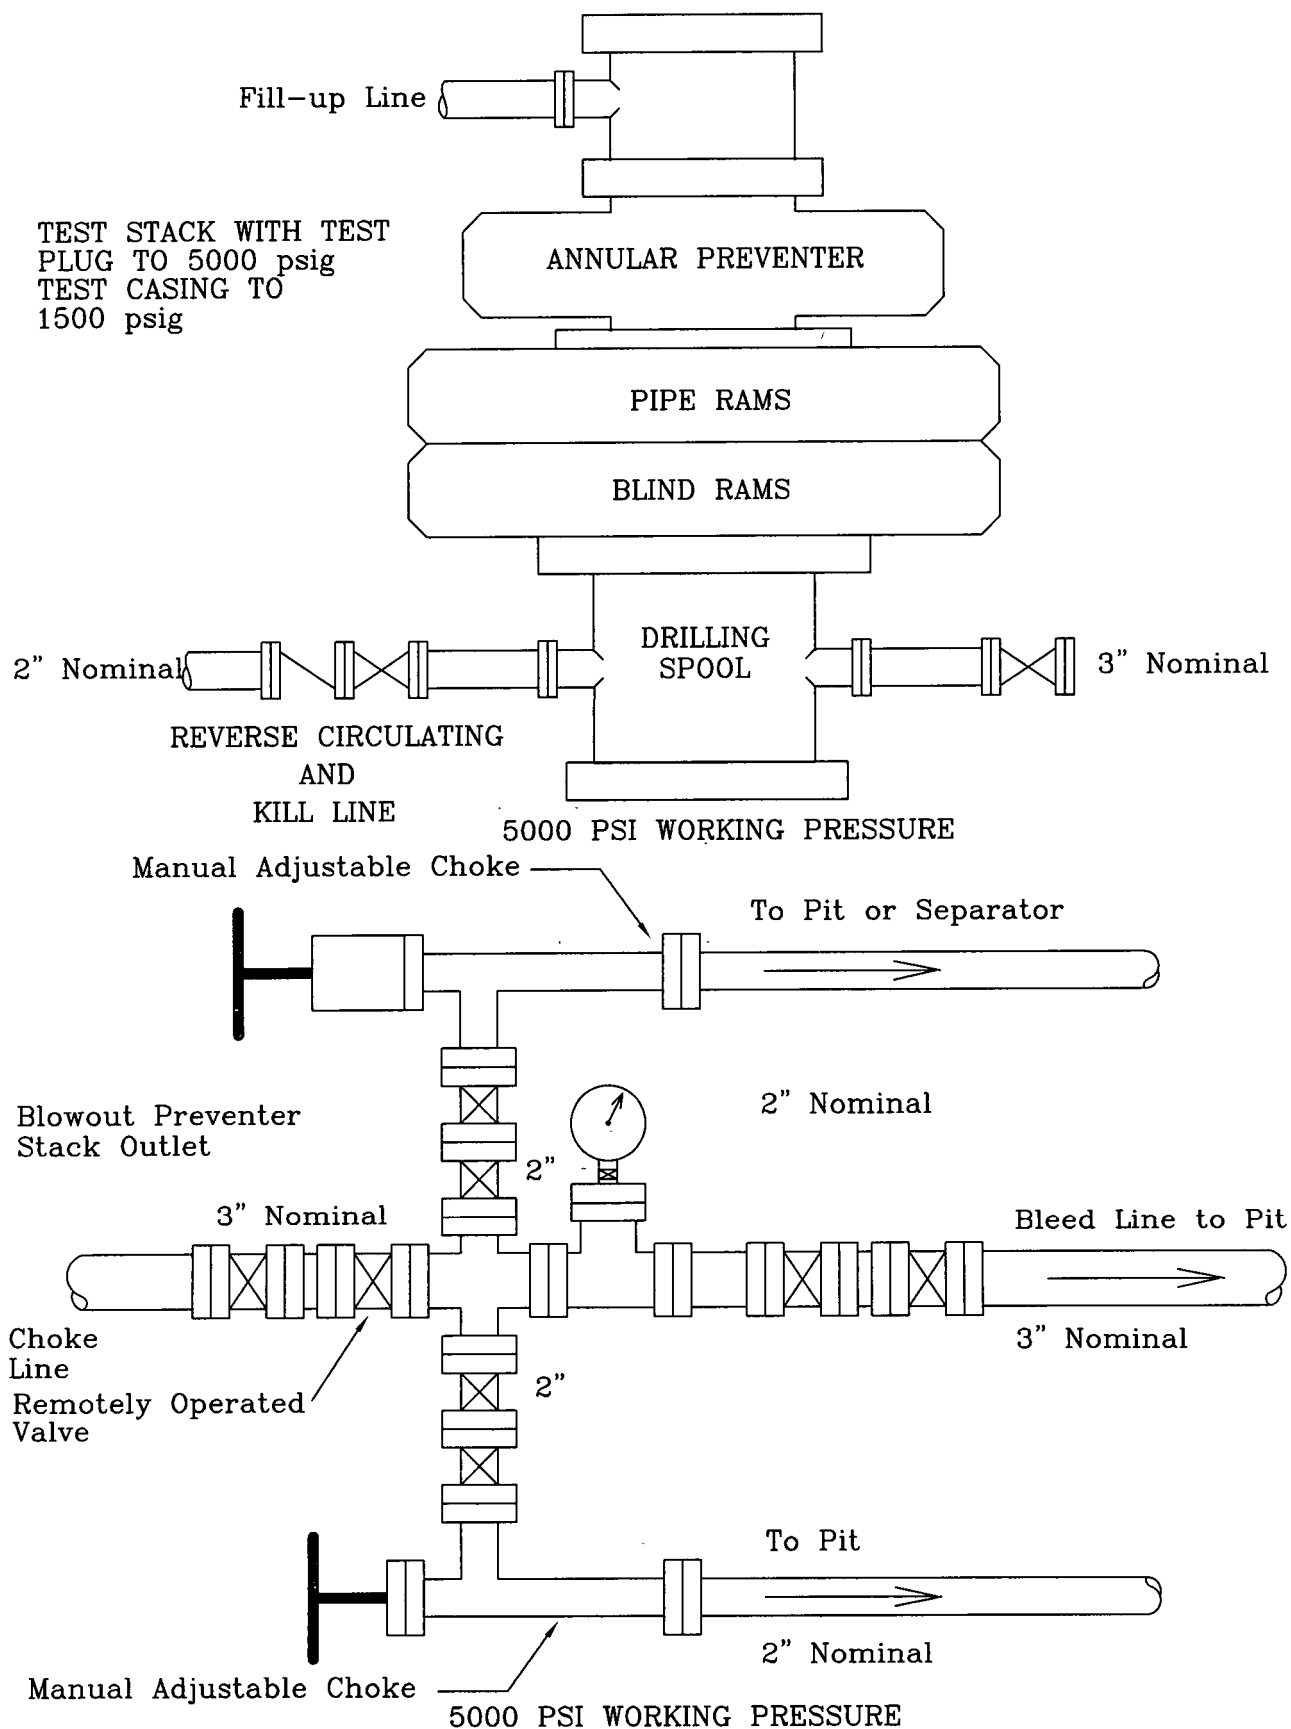 Fill-up Line
TEST STACK WITH TEST
PLUG TO 5000 psig
TEST CASING TO
1500 psig
ANNULAR PREVENTER
PIPE RAMS
BLIND RAMS
DRILLING
SPOOL
2" Nominal
3" Nominal
REVERSE CIRCULATING
AND
KILL LINE
5000 PSI WORKING PRESSURE
Manual Adjustable Choke
To Pit or Separator
2" Nominal
Blowout Preventer
Stack Outlet
2"
3" Nominal
Bleed Line to Pit
3" Nominal
Choke
Line
Remotely Operated
Valve
2"
To Pit
2" Nominal
Manual Adjustable Choke
5000 PSI WORKING PRESSURE